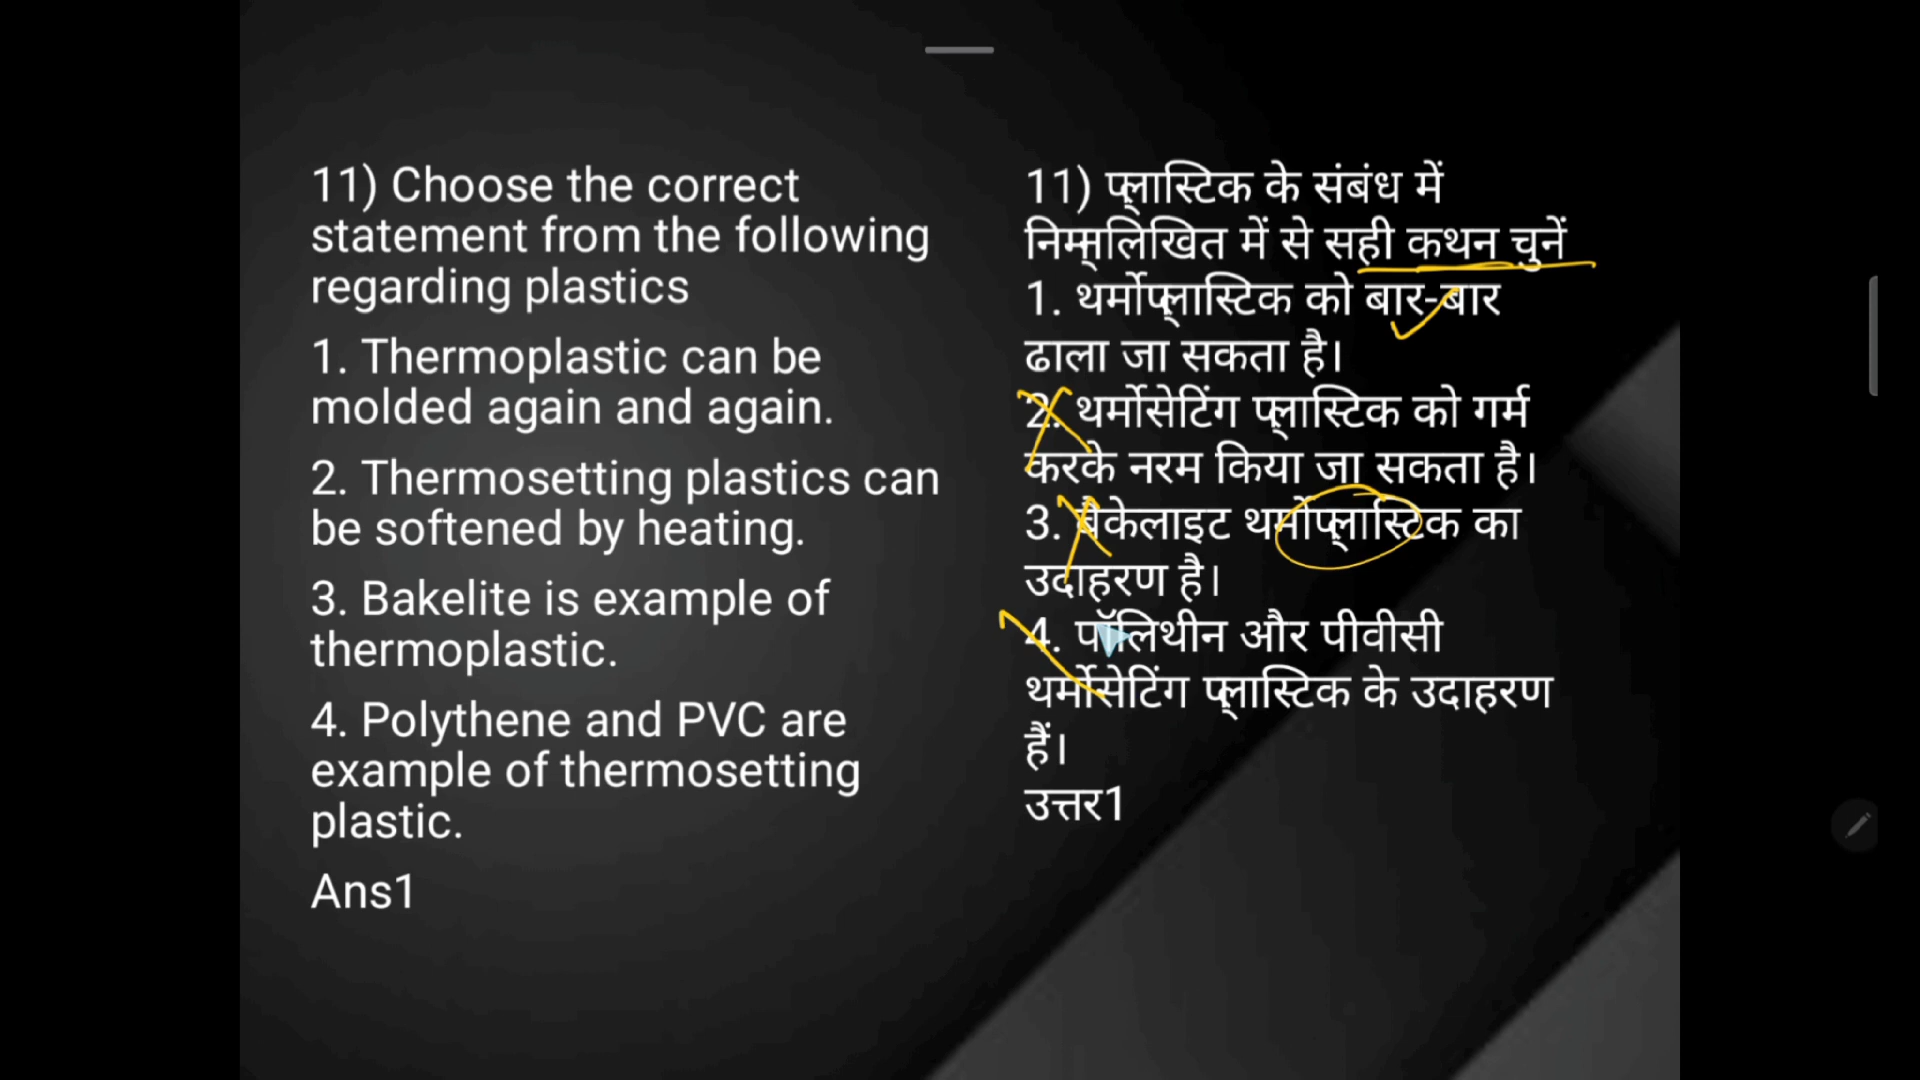 11) Choose the correct
statement from the following
regarding plastics
1. Thermoplastic can be
molded again and again.
2. Thermosetting plastics can
be softened by heating.
3. Bakelite is example of
thermoplastic.
4. Polythene and PVC are
example of thermosetting
plastic.
Ans1
11) प्लास्टिक के संबंध में
निम्नलिखित में से सही कथन चुनें
1. थर्मोप्लास्टिक को बार-बार
ढाला जा सकता है।
2. थर्मोसेटिंग प्लास्टिक को गर्म
करके नरम किया जा सकता है।
3. बैकेलाइट थर्मोप्लास्टिक का
उदाहरण है।
4. पॉलिथीन और पीवीसी
थर्मोसेटिंग प्लास्टिक के उदाहरण
हैं।
उत्तर1